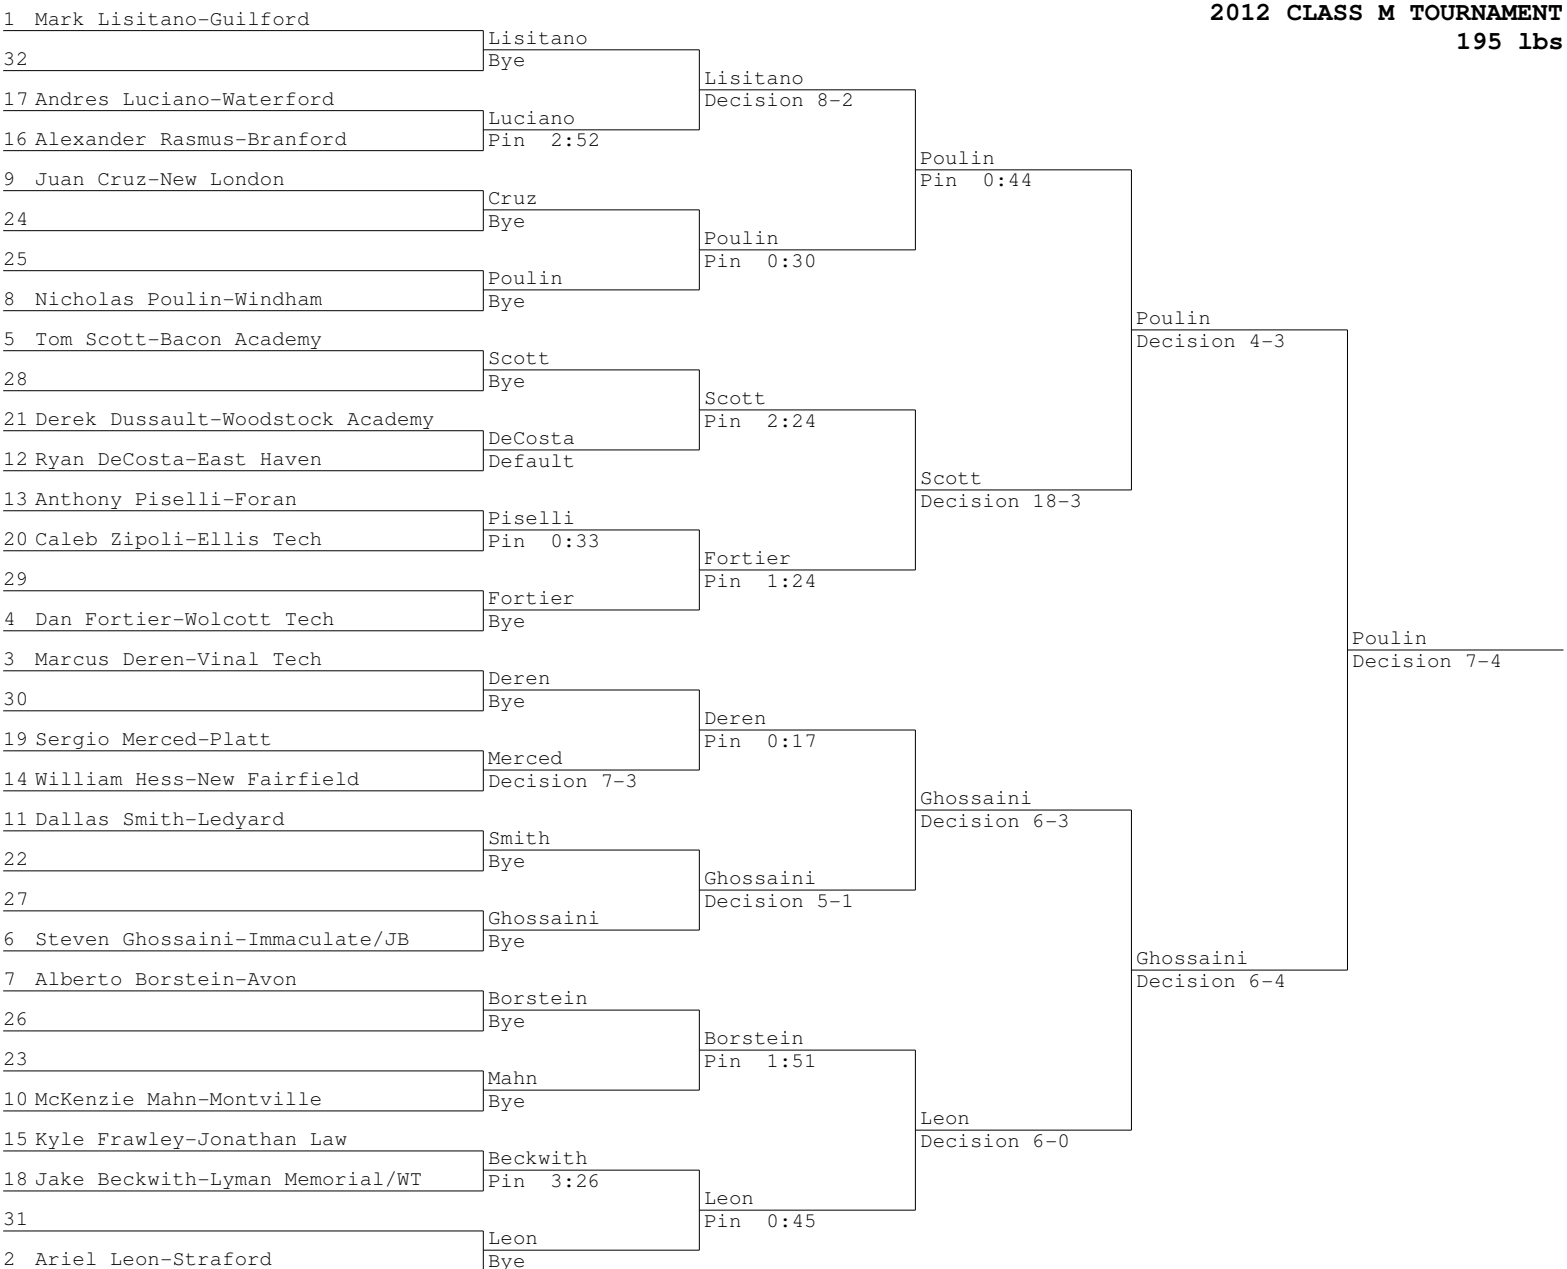 2012 CLASS M TOURNAMENT
195 lbs
1 Mark Lisitano-Guilford
32
17 Andres Luciano-Waterford
16 Alexander Rasmus-Branford
9 Juan Cruz-New London
24
25
8 Nicholas Poulin-Windham
5 Tom Scott-Bacon Academy
28
21 Derek Dussault-Woodstock Academy
12 Ryan DeCosta-East Haven
13 Anthony Piselli-Foran
20 Caleb Zipoli-Ellis Tech
29
4 Dan Fortier-Wolcott Tech
3 Marcus Deren-Vinal Tech
30
19 Sergio Merced-Platt
14 William Hess-New Fairfield
11 Dallas Smith-Ledyard
22
27
6 Steven Ghossaini-Immaculate/JB
7 Alberto Borstein-Avon
26
23
10 McKenzie Mahn-Montville
15 Kyle Frawley-Jonathan Law
18 Jake Beckwith-Lyman Memorial/WT
31
2 Ariel Leon-Straford
Lisitano
Bye
Luciano
Pin 2:52
Cruz
Bye
Poulin
Bye
Scott
Bye
DeCosta
Default
Piselli
Pin 0:33
Fortier
Bye
Deren
Bye
Merced
Decision 7-3
Smith
Bye
Ghossaini
Bye
Borstein
Bye
Mahn
Bye
Beckwith
Pin 3:26
Leon
Bye
Lisitano
Decision 8-2
Poulin
Pin 0:30
Scott
Pin 2:24
Fortier
Pin 1:24
Deren
Pin 0:17
Ghossaini
Decision 5-1
Borstein
Pin 1:51
Leon
Pin 0:45
Poulin
Pin 0:44
Scott
Decision 18-3
Ghossaini
Decision 6-3
Leon
Decision 6-0
Poulin
Decision 4-3
Ghossaini
Decision 6-4
Poulin
Decision 7-4